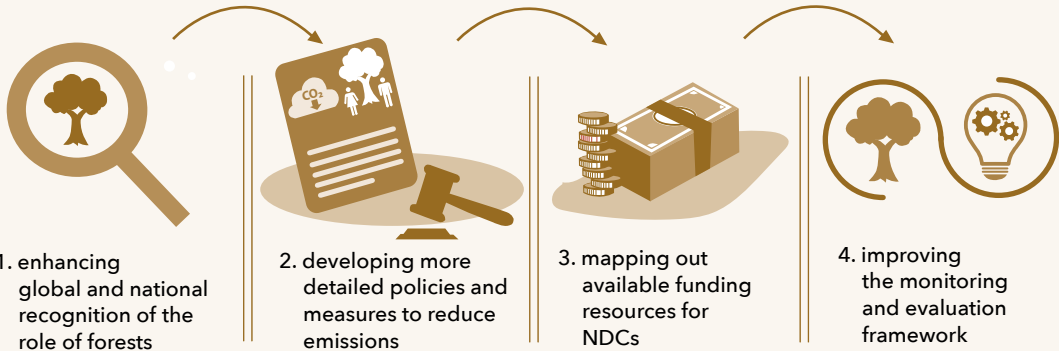 CO₂
1. enhancing
global and national
recognition of the
role of forests
2. developing more
detailed policies and
measures to reduce
emissions
3. mapping out
available funding
resources for
NDCs
4. improving
the monitoring
and evaluation
framework